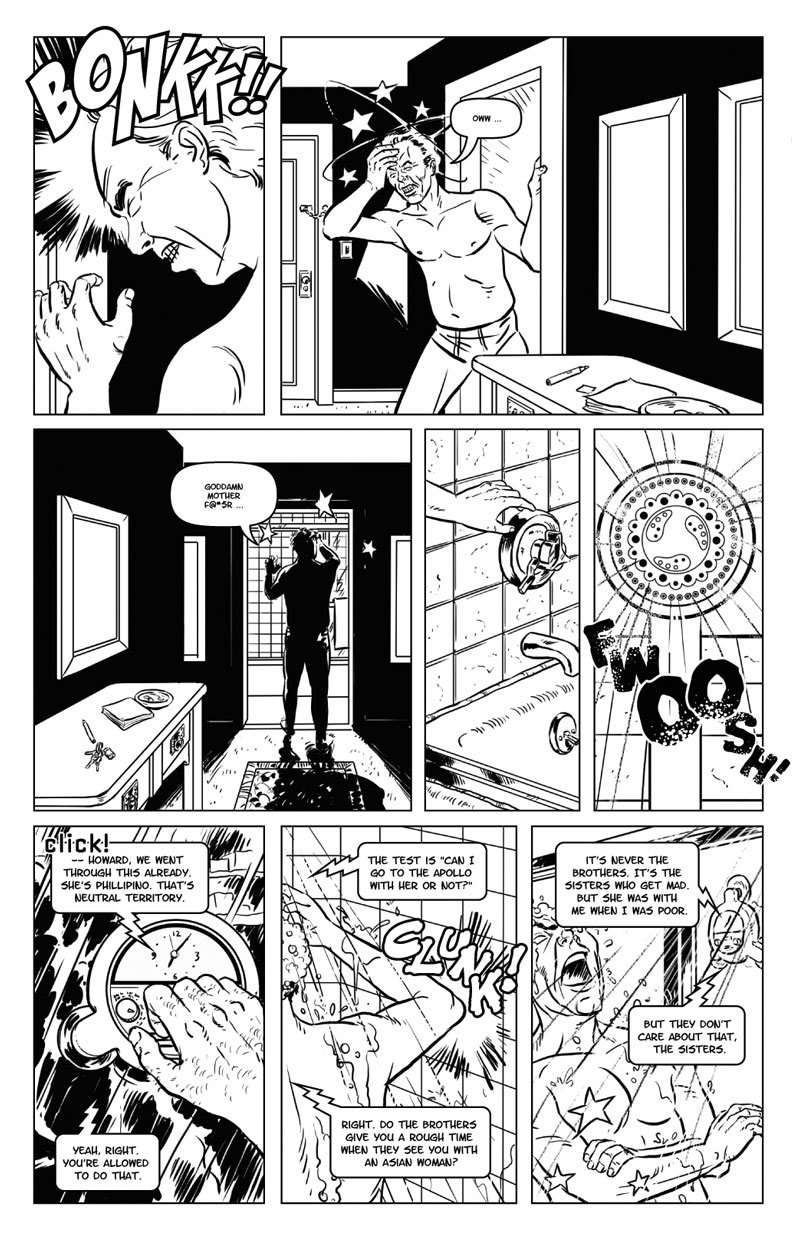 BONKK!!
OWW ...
GODDAMN
MOTHER
F@*$R ...
FWOOSH!
click!
-- HOWARD, WE WENT
THROUGH THIS ALREADY.
SHE'S PHILLIPINO. THAT'S
NEUTRAL TERRITORY.
YEAH, RIGHT.
YOU'RE ALLOWED
TO DO THAT.
THE TEST IS "CAN I
GO TO THE APOLLO
WITH HER OR NOT?"
CLUNK!
RIGHT. DO THE BROTHERS
GIVE YOU A ROUGH TIME
WHEN THEY SEE YOU WITH
AN ASIAN WOMAN?
IT'S NEVER THE
BROTHERS. IT'S THE
SISTERS WHO GET MAD.
BUT SHE WAS WITH
ME WHEN I WAS POOR.
BUT THEY DON'T
CARE ABOUT THAT,
THE SISTERS.